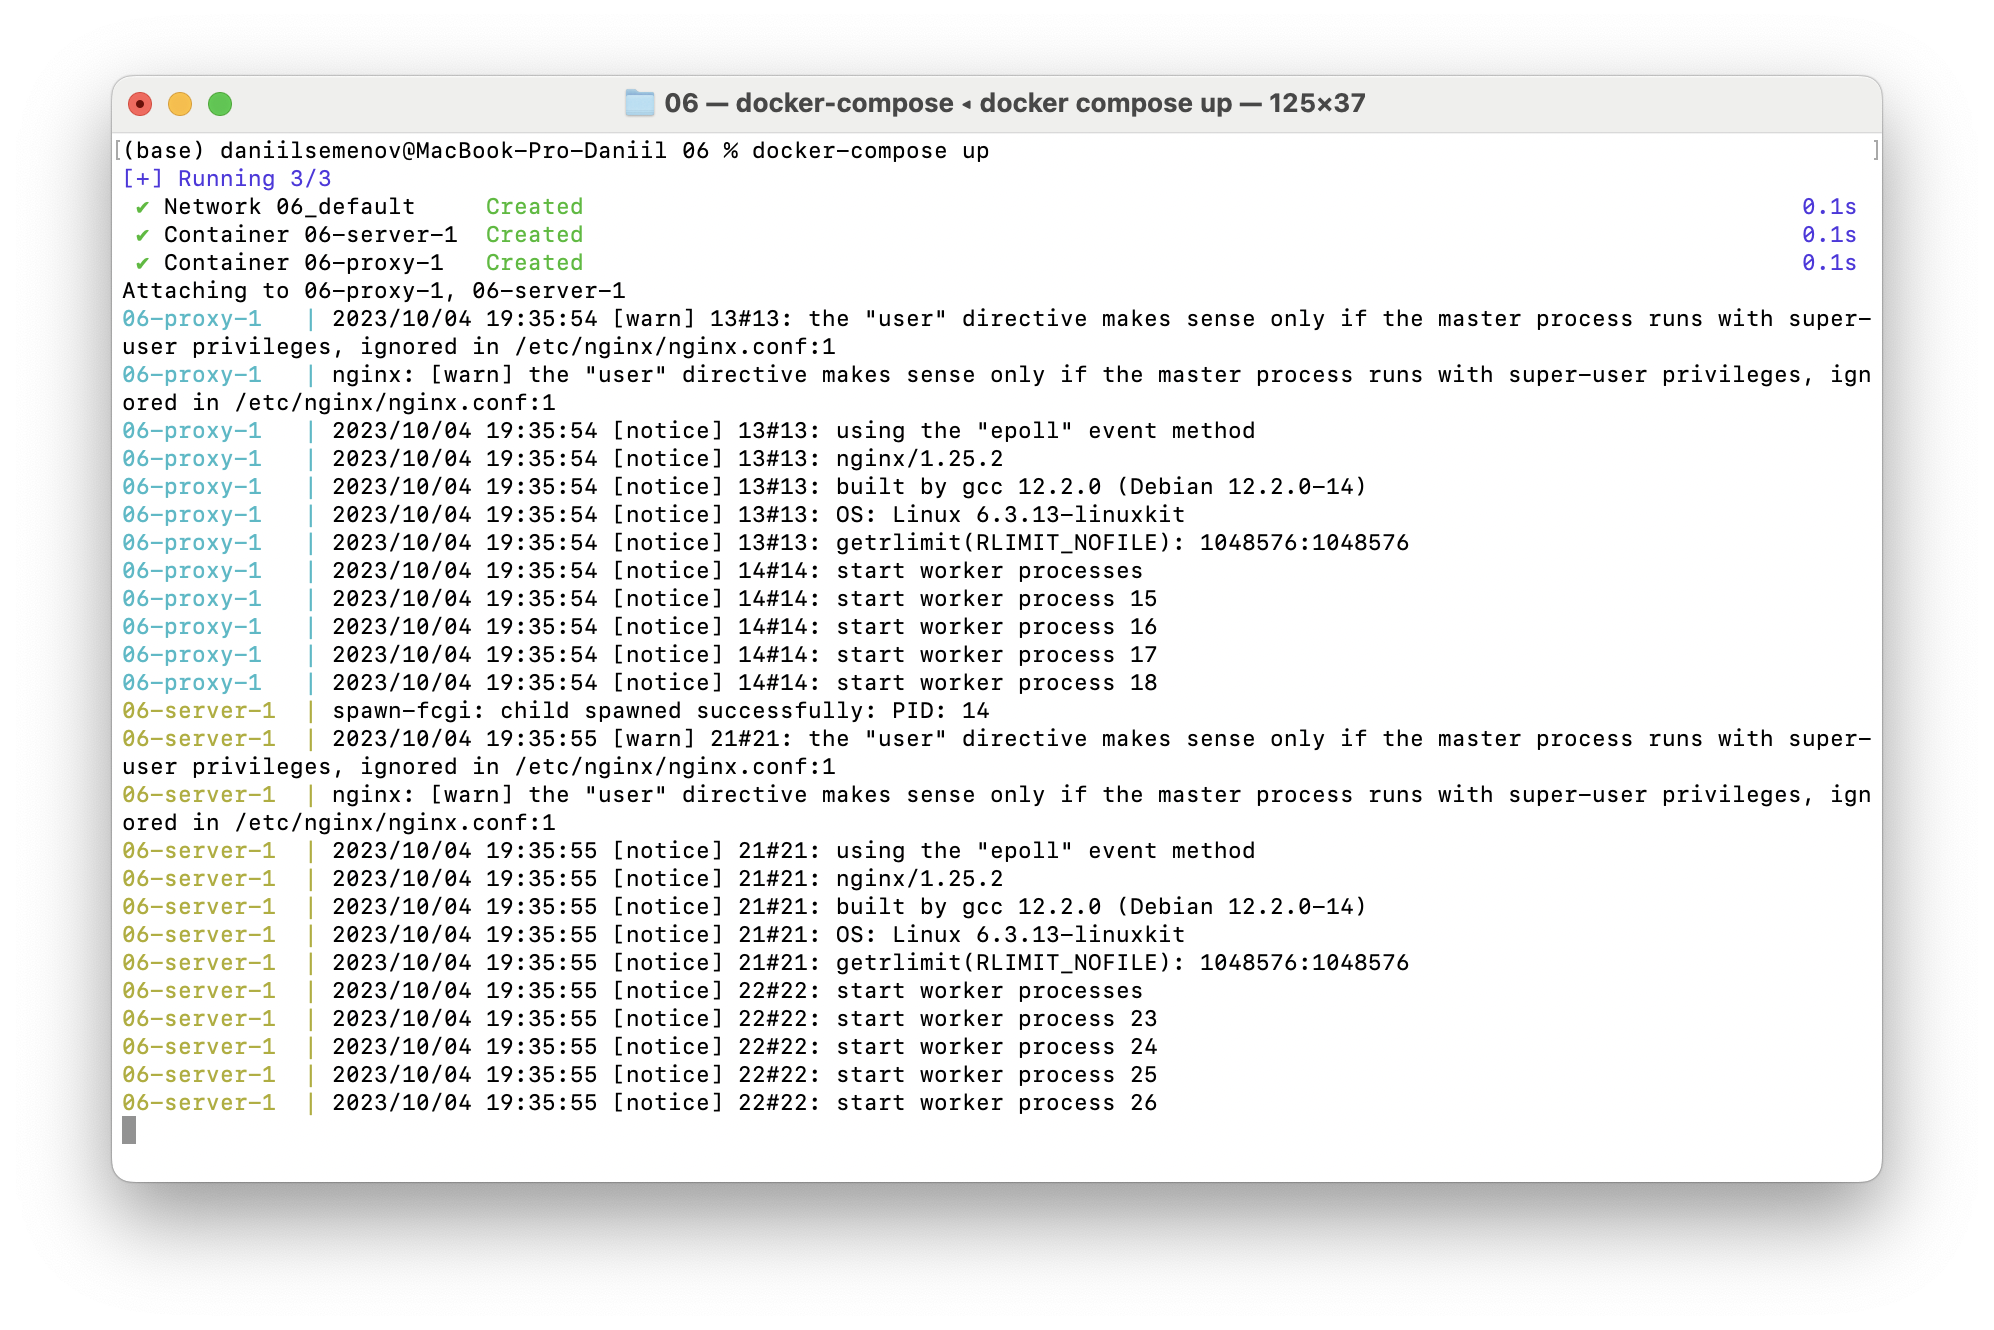 06 — docker-compose ◂ docker compose up — 125×37
[(base) daniilsemenov@MacBook-Pro-Daniil 06 % docker-compose up ]
[+] Running 3/3
✔ Network 06_default      Created 0.1s
✔ Container 06-server-1  Created 0.1s
✔ Container 06-proxy-1   Created 0.1s
Attaching to 06-proxy-1, 06-server-1
06-proxy-1   | 2023/10/04 19:35:54 [warn] 13#13: the "user" directive makes sense only if the master process runs with super-
user privileges, ignored in /etc/nginx/nginx.conf:1
06-proxy-1   | nginx: [warn] the "user" directive makes sense only if the master process runs with super-user privileges, ign
ored in /etc/nginx/nginx.conf:1
06-proxy-1   | 2023/10/04 19:35:54 [notice] 13#13: using the "epoll" event method
06-proxy-1   | 2023/10/04 19:35:54 [notice] 13#13: nginx/1.25.2
06-proxy-1   | 2023/10/04 19:35:54 [notice] 13#13: built by gcc 12.2.0 (Debian 12.2.0-14)
06-proxy-1   | 2023/10/04 19:35:54 [notice] 13#13: OS: Linux 6.3.13-linuxkit
06-proxy-1   | 2023/10/04 19:35:54 [notice] 13#13: getrlimit(RLIMIT_NOFILE): 1048576:1048576
06-proxy-1   | 2023/10/04 19:35:54 [notice] 14#14: start worker processes
06-proxy-1   | 2023/10/04 19:35:54 [notice] 14#14: start worker process 15
06-proxy-1   | 2023/10/04 19:35:54 [notice] 14#14: start worker process 16
06-proxy-1   | 2023/10/04 19:35:54 [notice] 14#14: start worker process 17
06-proxy-1   | 2023/10/04 19:35:54 [notice] 14#14: start worker process 18
06-server-1  | spawn-fcgi: child spawned successfully: PID: 14
06-server-1  | 2023/10/04 19:35:55 [warn] 21#21: the "user" directive makes sense only if the master process runs with super-
user privileges, ignored in /etc/nginx/nginx.conf:1
06-server-1  | nginx: [warn] the "user" directive makes sense only if the master process runs with super-user privileges, ign
ored in /etc/nginx/nginx.conf:1
06-server-1  | 2023/10/04 19:35:55 [notice] 21#21: using the "epoll" event method
06-server-1  | 2023/10/04 19:35:55 [notice] 21#21: nginx/1.25.2
06-server-1  | 2023/10/04 19:35:55 [notice] 21#21: built by gcc 12.2.0 (Debian 12.2.0-14)
06-server-1  | 2023/10/04 19:35:55 [notice] 21#21: OS: Linux 6.3.13-linuxkit
06-server-1  | 2023/10/04 19:35:55 [notice] 21#21: getrlimit(RLIMIT_NOFILE): 1048576:1048576
06-server-1  | 2023/10/04 19:35:55 [notice] 22#22: start worker processes
06-server-1  | 2023/10/04 19:35:55 [notice] 22#22: start worker process 23
06-server-1  | 2023/10/04 19:35:55 [notice] 22#22: start worker process 24
06-server-1  | 2023/10/04 19:35:55 [notice] 22#22: start worker process 25
06-server-1  | 2023/10/04 19:35:55 [notice] 22#22: start worker process 26